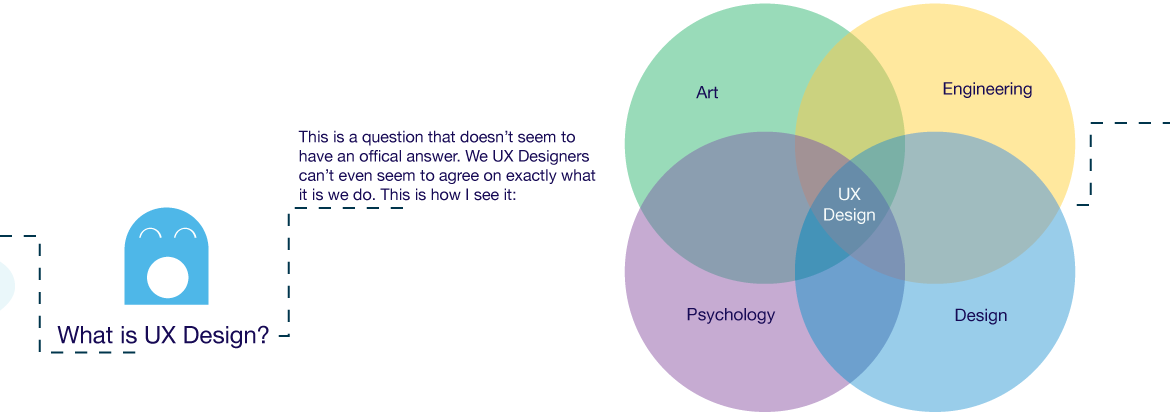 What is UX Design?
This is a question that doesn't seem to
have an offical answer. We UX Designers
can't even seem to agree on exactly what
it is we do. This is how I see it:
Art
Engineering
UX
Design
Psychology
Design